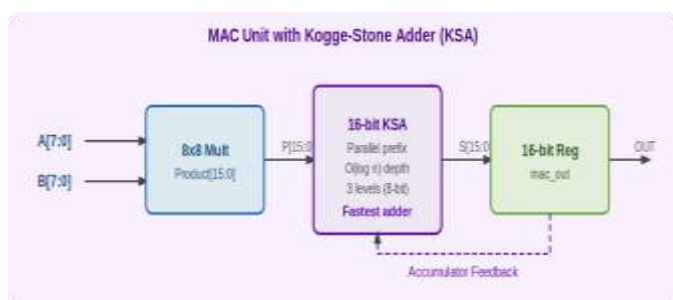 MAC Unit with Kogge-Stone Adder (KSA)
A[7:0]
B[7:0]
8x8 Mult
Product[15:0]
P[15:0
16-bit KSA
Parallel prefix
O(log n) depth
3 levels (8-bit)
Fastest adder
S[15:0
16-bit Reg
mac_out
OUT
Accumulator Feedback